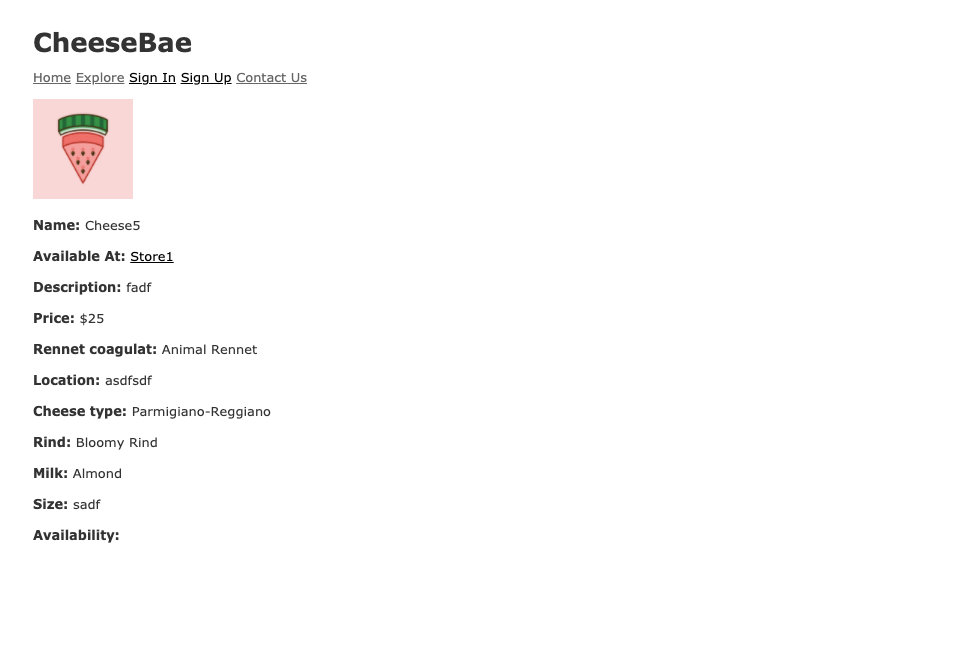 CheeseBae
Home Explore Sign In Sign Up Contact Us
Name: Cheese5
Available At: Store1
Description: fadf
Price: $25
Rennet coagulat: Animal Rennet
Location: asdfsdf
Cheese type: Parmigiano-Reggiano
Rind: Bloomy Rind
Milk: Almond
Size: sadf
Availability: